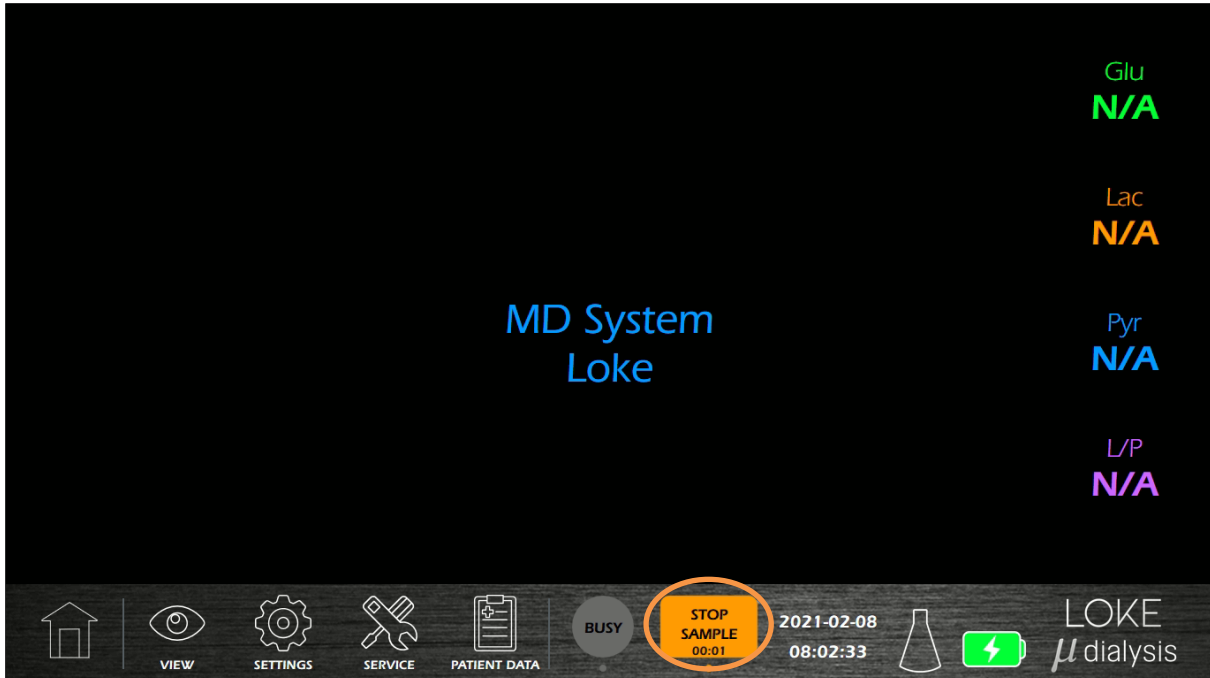 Glu
N/A
Lac
N/A
MD System
Loke
Pyr
N/A
L/P
N/A
VIEW
SETTINGS
SERVICE
PATIENT DATA
BUSY
STOP
SAMPLE
00:01
2021-02-08
08:02:33
LOKE
μ dialysis